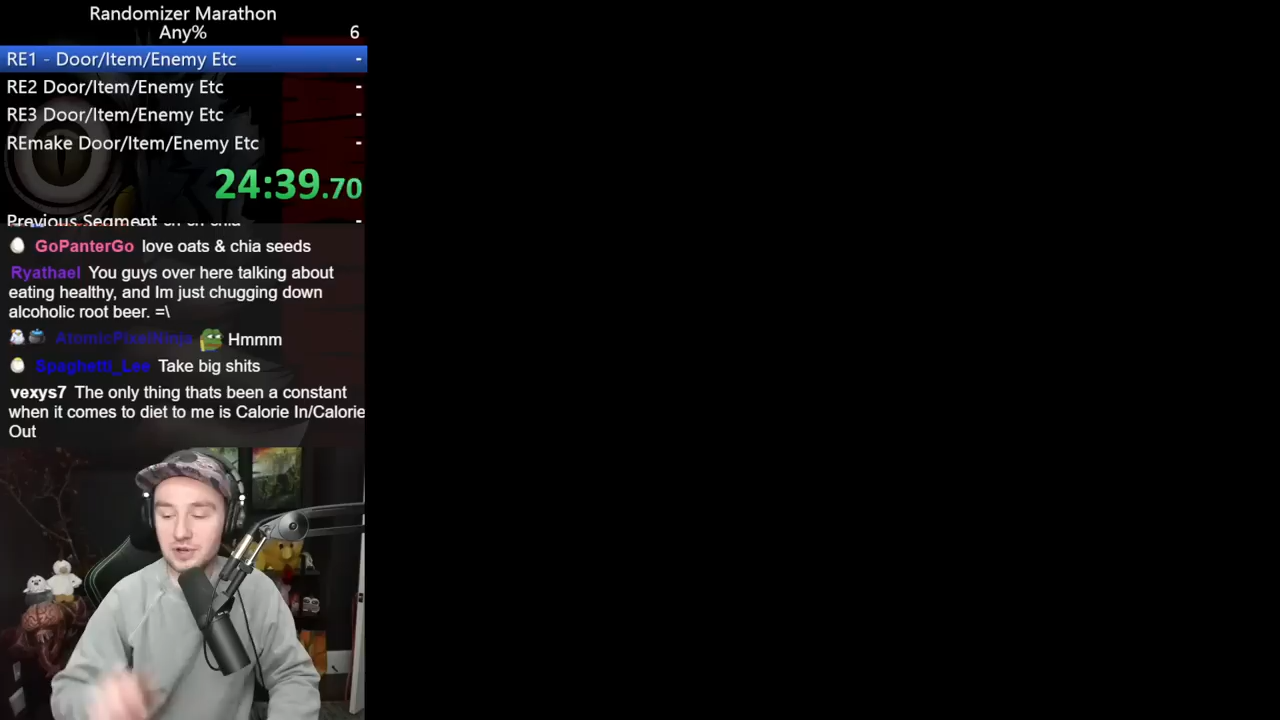 Randomizer Marathon
Any% 6
RE1 - Door/Item/Enemy Etc -
RE2 Door/Item/Enemy Etc -
RE3 Door/Item/Enemy Etc -
REmake Door/Item/Enemy Etc -
24:39.70
Previous Segment -
GoPanterGo love oats & chia seeds
Ryathael You guys over here talking about
eating healthy, and Im just chugging down
alcoholic root beer. =\
AtomicPixelNinja Hmmm
Spaghetti_Lee Take big shits
vexys7 The only thing thats been a constant
when it comes to diet to me is Calorie In/Calorie
Out